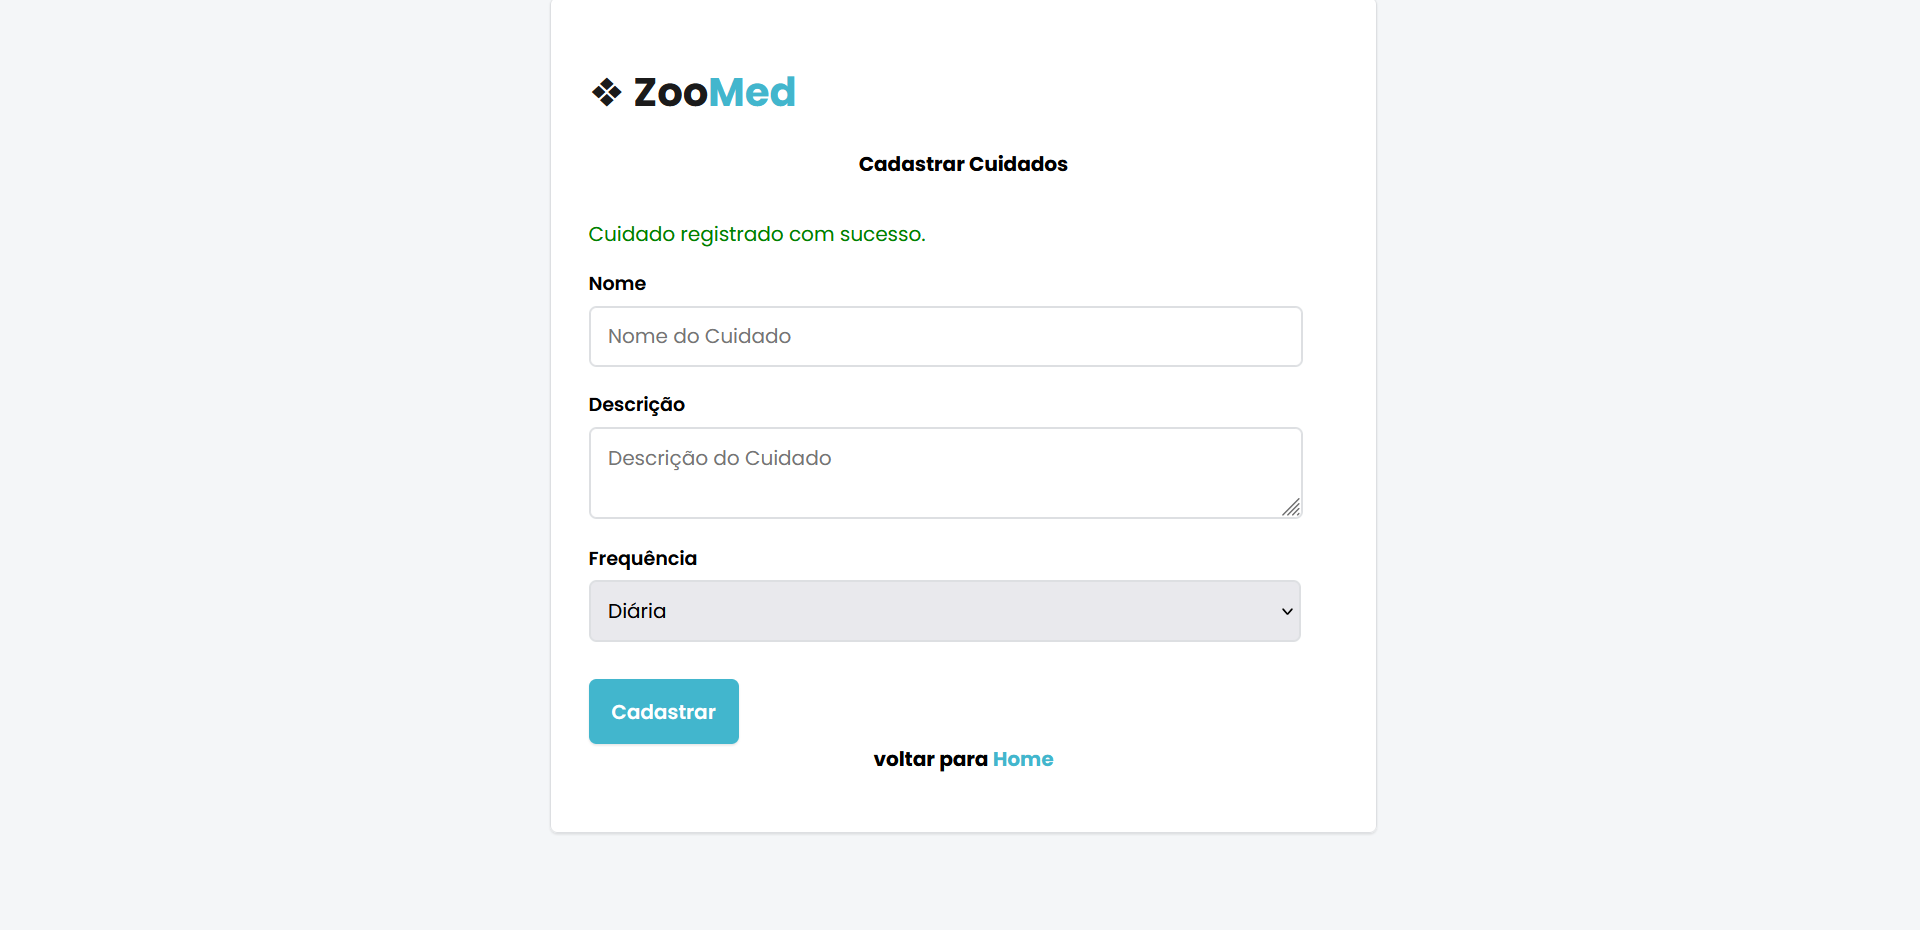 ❖ ZooMed
Cadastrar Cuidados
Cuidado registrado com sucesso.
Nome
Nome do Cuidado
Descrição
Descrição do Cuidado
Frequência
Diária
Cadastrar
voltar para Home